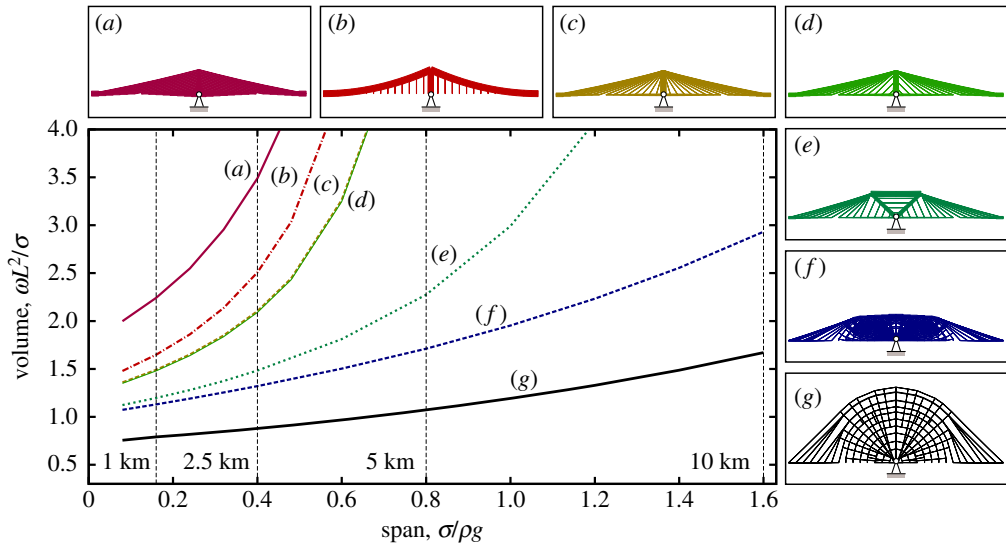 (a)
(b)
(c)
(d)
(e)
(f)
(g)
4.0
3.5
3.0
2.5
2.0
1.5
1.0
0.5
volume, ωL²/σ
(a)
(b)
(c)
(d)
(e)
(f)
(g)
1 km
2.5 km
5 km
10 km
0
0.2
0.4
0.6
0.8
1.0
1.2
1.4
1.6
span, σ/ρg